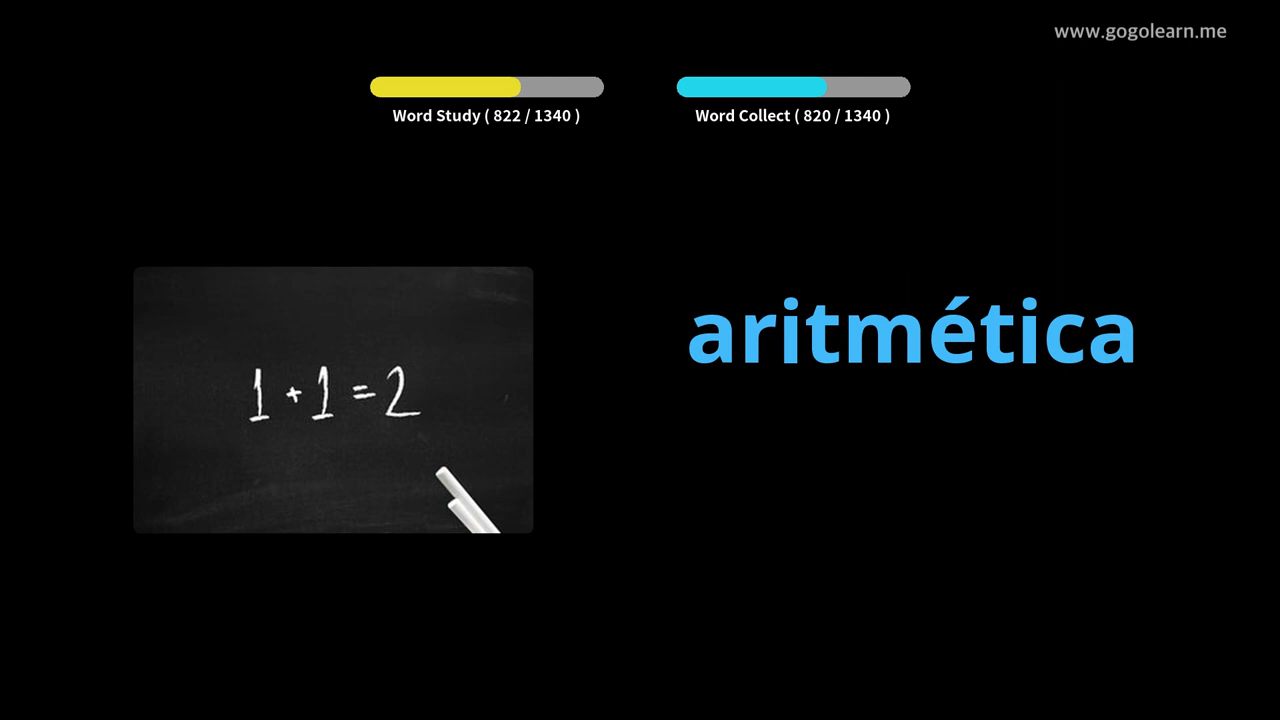 www.gogolearn.me
Word Study ( 822 / 1340 )
Word Collect ( 820 / 1340 )
aritmética
1 + 1 = 2